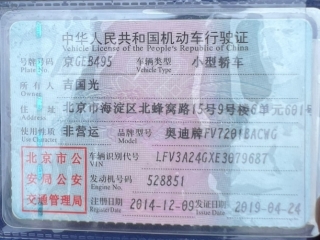 中华人民共和国机动车行驶证
Vehicle License of the People's Republic of China
号牌号码 京GEB495 车辆类型 小型轿车
Plate No. Vehicle Type
所有人 吉国光
Owner
住址 北京市海淀区北蜂窝路15号9号楼6单元601号
Address
使用性质 非营运 品牌型号 奥迪牌FV7201BACWG
Use Character Model
北京市公安局公安交通管理局
车辆识别代号 LFV3A24GXE3079687
VIN
发动机号码 528851
Engine No.
注册日期 2014-12-09 发证日期 2019-04-24
Register Date Issue Date